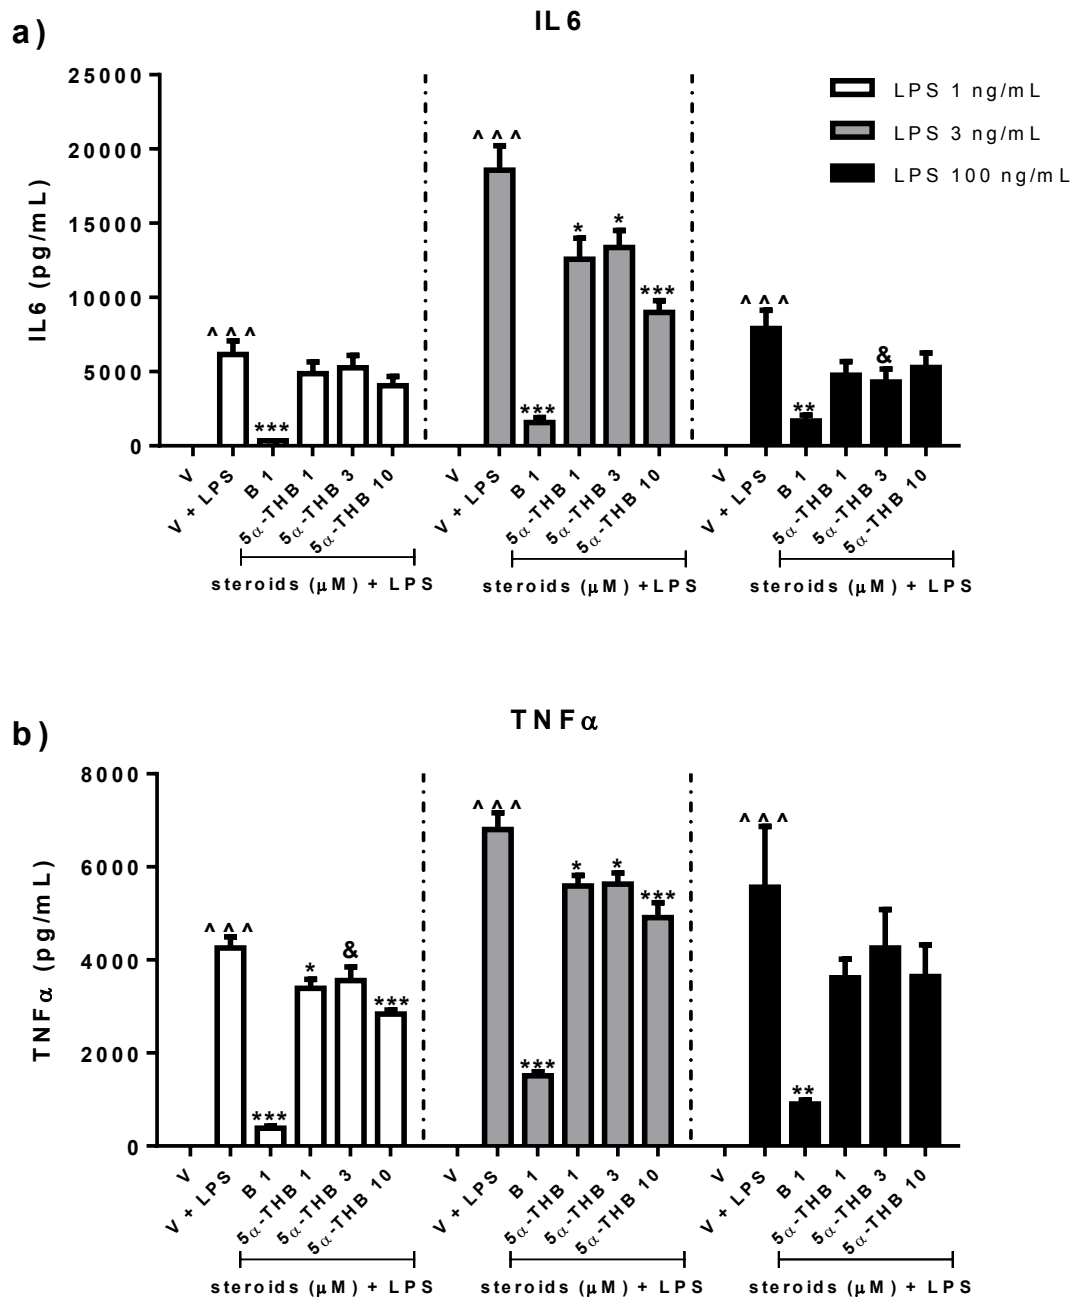 a)
IL6
IL6 (pg/mL)
25000
20000
15000
10000
5000
0
LPS 1 ng/mL
LPS 3 ng/mL
LPS 100 ng/mL
^^^
***
^^^
***
*
*
***
^^^
**
&
V
V + LPS
B 1
5α-THB 1
5α-THB 3
5α-THB 10
V
V + LPS
B 1
5α-THB 1
5α-THB 3
5α-THB 10
V
V + LPS
B 1
5α-THB 1
5α-THB 3
5α-THB 10
steroids (μM) + LPS
steroids (μM) + LPS
steroids (μM) + LPS
b)
TNFα
TNFα (pg/mL)
8000
6000
4000
2000
0
^^^
***
*
&
***
^^^
***
*
*
***
^^^
**
V
V + LPS
B 1
5α-THB 1
5α-THB 3
5α-THB 10
V
V + LPS
B 1
5α-THB 1
5α-THB 3
5α-THB 10
V
V + LPS
B 1
5α-THB 1
5α-THB 3
5α-THB 10
steroids (μM) + LPS
steroids (μM) + LPS
steroids (μM) + LPS